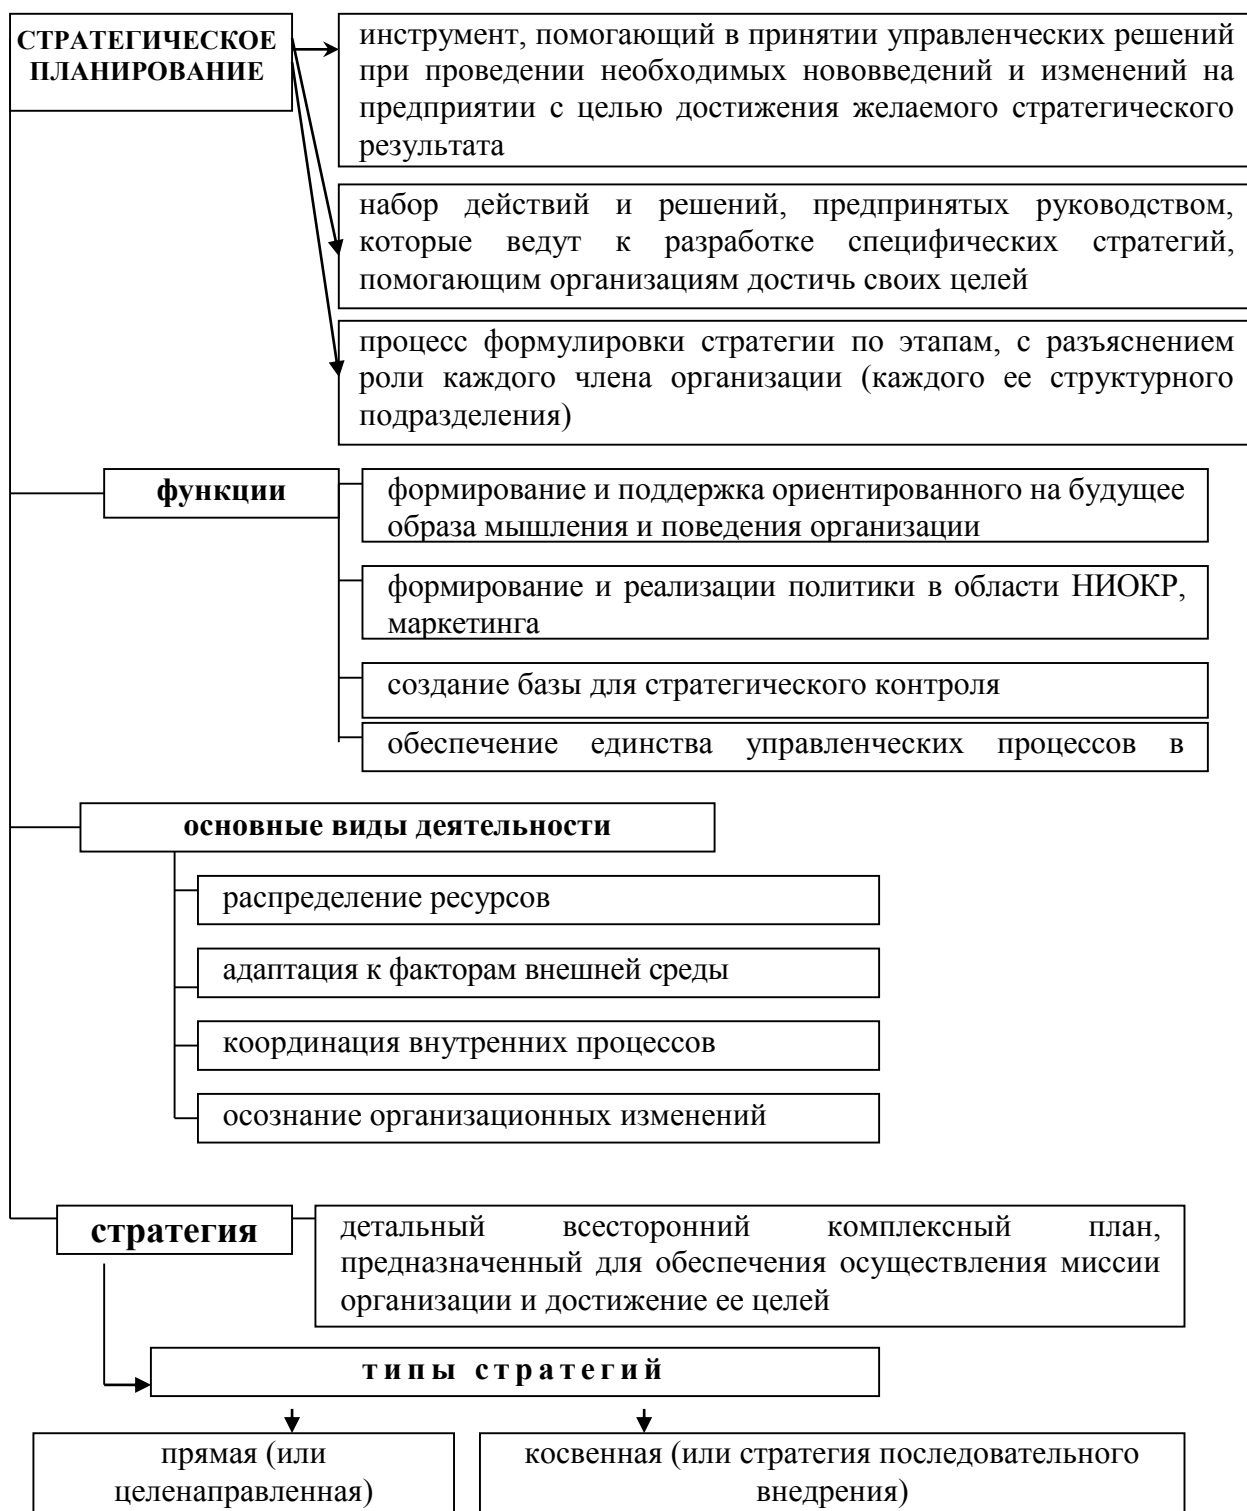 СТРАТЕГИЧЕСКОЕ
ПЛАНИРОВАНИЕ
инструмент, помогающий в принятии управленческих решений
при проведении необходимых нововведений и изменений на
предприятии с целью достижения желаемого стратегического
результата
набор действий и решений, предпринятых руководством,
которые ведут к разработке специфических стратегий,
помогающим организациям достичь своих целей
процесс формулировки стратегии по этапам, с разъяснением
роли каждого члена организации (каждого ее структурного
подразделения)
функции
формирование и поддержка ориентированного на будущее
образа мышления и поведения организации
формирование и реализации политики в области НИОКР,
маркетинга
создание базы для стратегического контроля
обеспечение единства управленческих процессов в
основные виды деятельности
распределение ресурсов
адаптация к факторам внешней среды
координация внутренних процессов
осознание организационных изменений
стратегия
детальный всесторонний комплексный план,
предназначенный для обеспечения осуществления миссии
организации и достижение ее целей
типы стратегий
прямая (или
целенаправленная)
косвенная (или стратегия последовательного
внедрения)